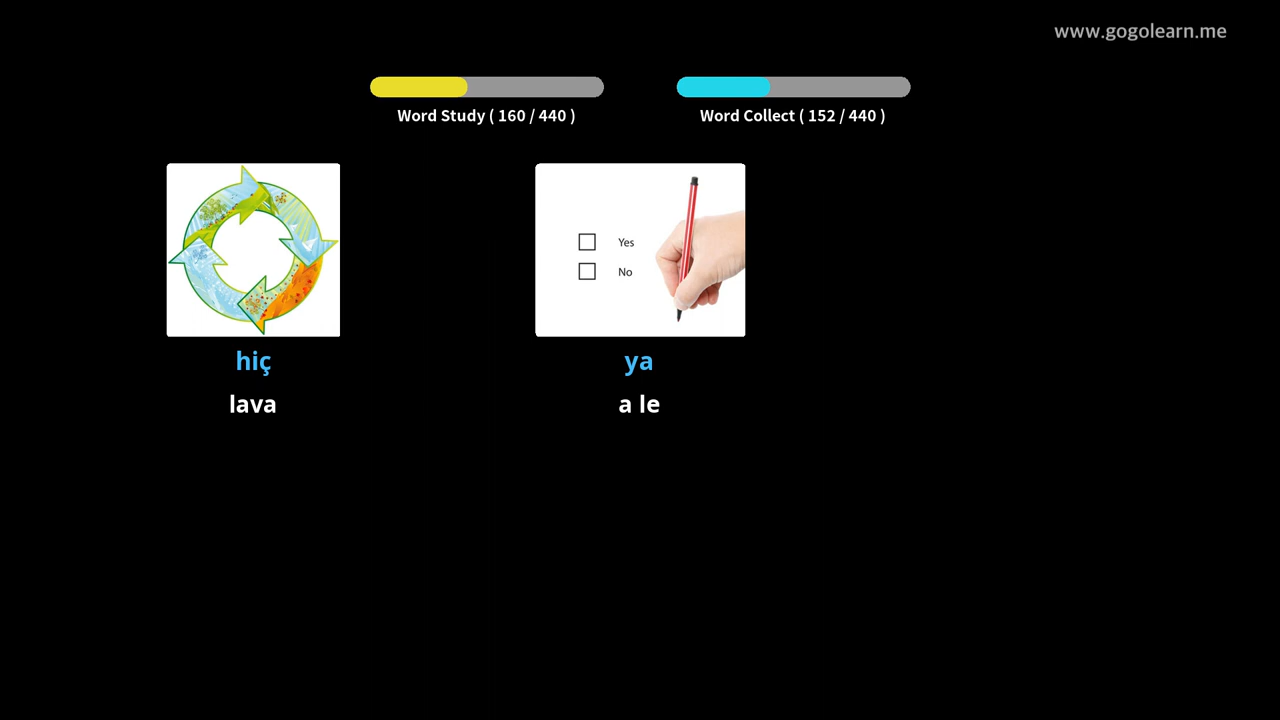 www.gogolearn.me
Word Study ( 160 / 440 )
Word Collect ( 152 / 440 )
Yes
No
hiç
ya
lava
a le